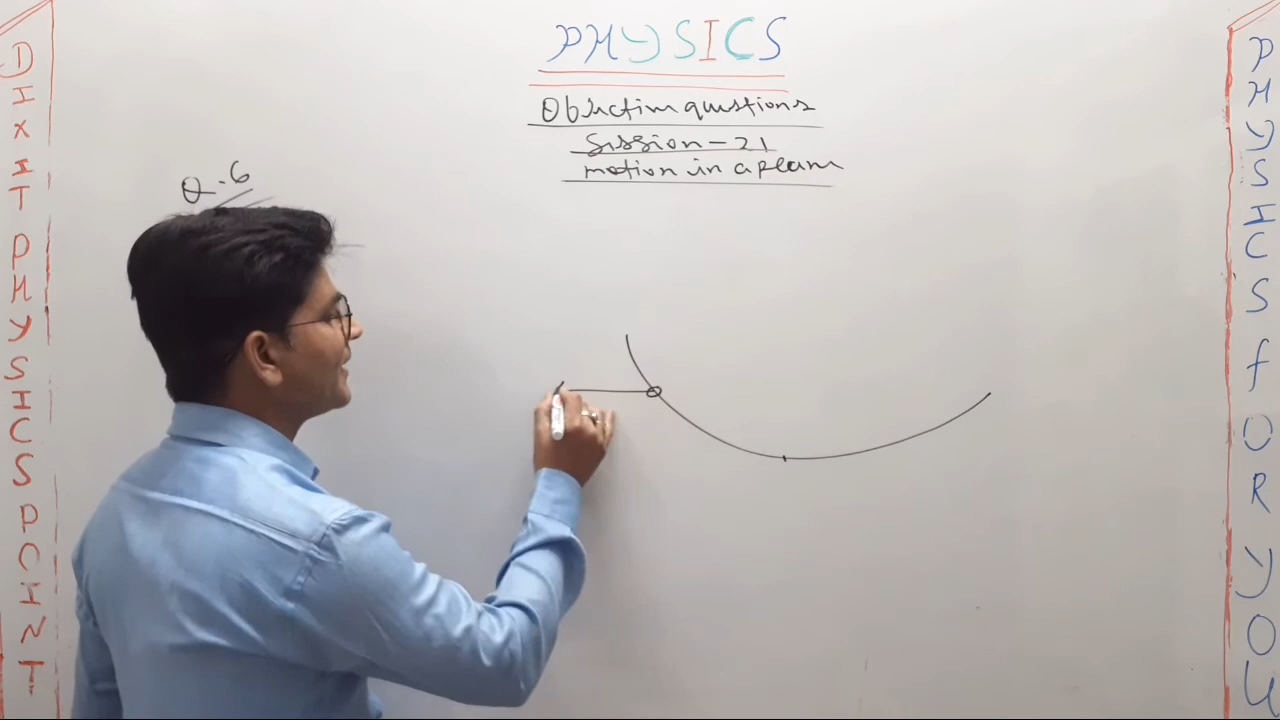 PHYSICS
Objective questions
Session - 21
motion in a plane
Q.6
DIXIT PHYSICS POINT
PHYSICS fOR YOU